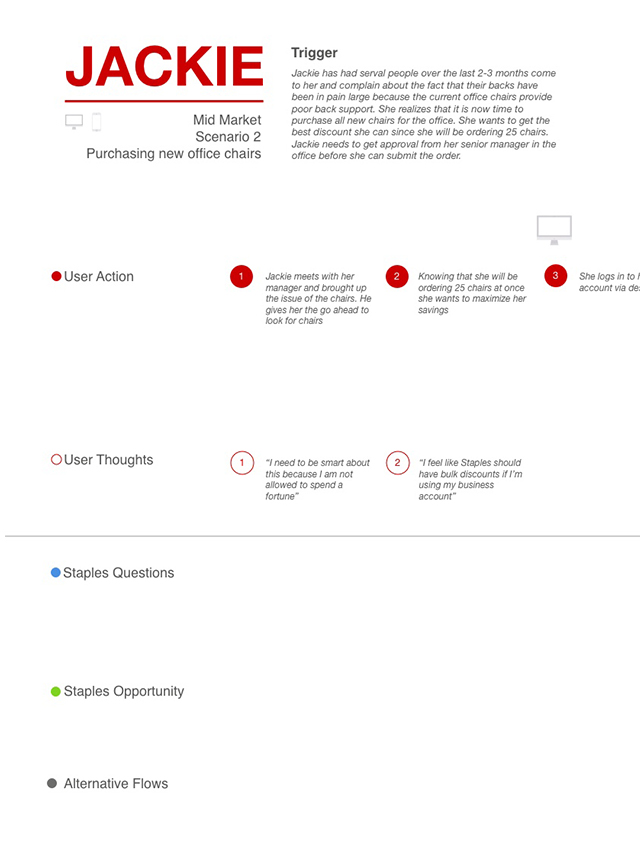 JACKIE
Mid Market
Scenario 2
Purchasing new office chairs
Trigger
Jackie has had serval people over the last 2-3 months come
to her and complain about the fact that their backs have
been in pain large because the current office chairs provide
poor back support. She realizes that it is now time to
purchase all new chairs for the office. She wants to get the
best discount she can since she will be ordering 25 chairs.
Jackie needs to get approval from her senior manager in the
office before she can submit the order.
User Action
1
Jackie meets with her
manager and brought up
the issue of the chairs. He
gives her the go ahead to
look for chairs
2
Knowing that she will be
ordering 25 chairs at once
she wants to maximize her
savings
3
She logs in to
account via
User Thoughts
1
“I need to be smart about
this because I am not
allowed to spend a
fortune”
2
“I feel like Staples should
have bulk discounts if I’m
using my business
account”
Staples Questions
Staples Opportunity
Alternative Flows